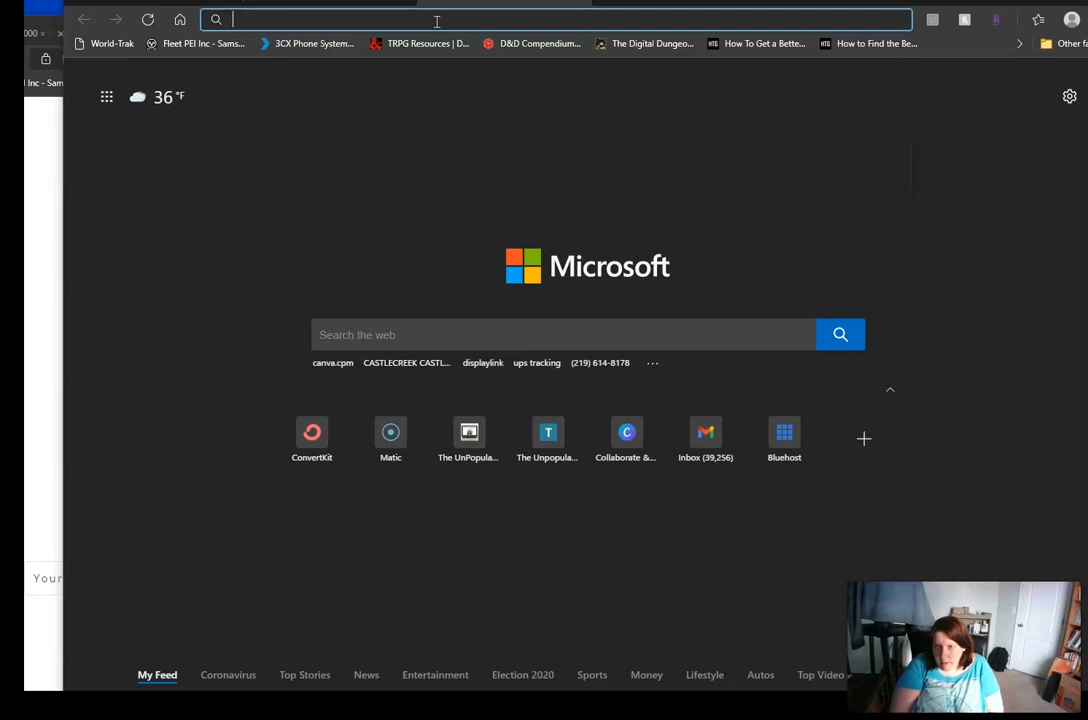 000
World-Trak Fleet PEI Inc - Sams... 3CX Phone System... TRPG Resources | D... D&D Compendium... The Digital Dungeo... How To Get a Bette... How to Find the Be... Other fa
Inc - Sam
36 °F
Microsoft
Search the web
canva.cpm CASTLECREEK CASTL... displaylink ups tracking (219) 614-8178 ...
ConvertKit Matic The UnPopula... The Unpopula... Collaborate &... Inbox (39,256) Bluehost
Your
My Feed Coronavirus Top Stories News Entertainment Election 2020 Sports Money Lifestyle Autos Top Video